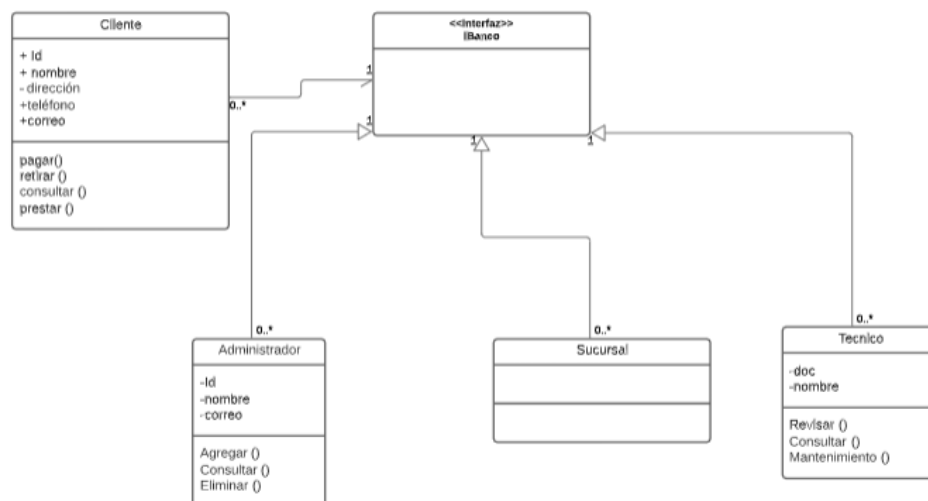 Cliente
+ Id
+ nombre
- dirección
+teléfono
+correo
pagar()
retirar ()
consultar ()
prestar ()
0..*
1
<<Interfaz>>
IBanco
1
1
1
0..*
Administrador
-Id
-nombre
-correo
Agregar ()
Consultar ()
Eliminar ()
0..*
Sucursal
0..*
Tecnico
-doc
-nombre
Revisar ()
Consultar ()
Mantenimiento ()